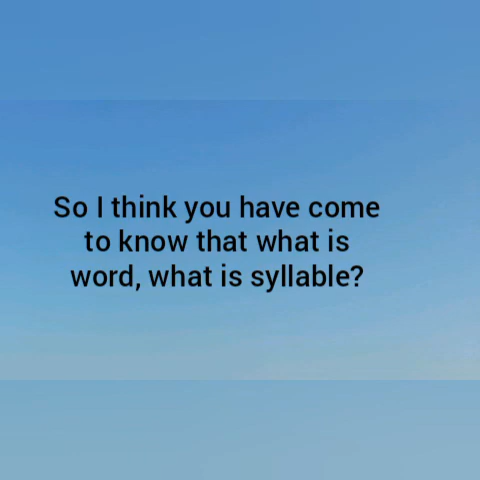 So I think you have come
to know that what is
word, what is syllable?